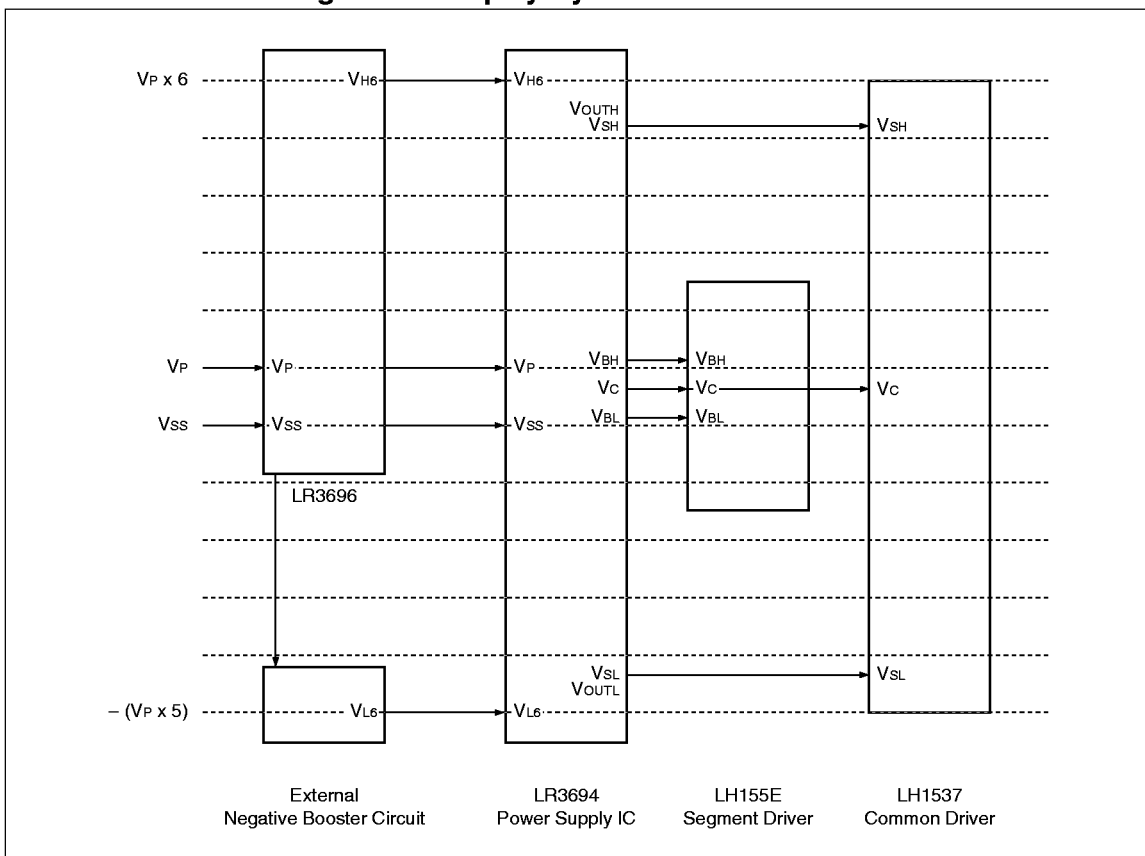 VP x 6 VH6 VH6
VOUTH
VSH VSH
VBH VBH
VP VP VP
VC VC VC
VBL VBL
VSS VSS VSS
LR3696
VSL VSL
VOUTL
– (VP x 5) VL6 VL6
External
Negative Booster Circuit
LR3694
Power Supply IC
LH155E
Segment Driver
LH1537
Common Driver